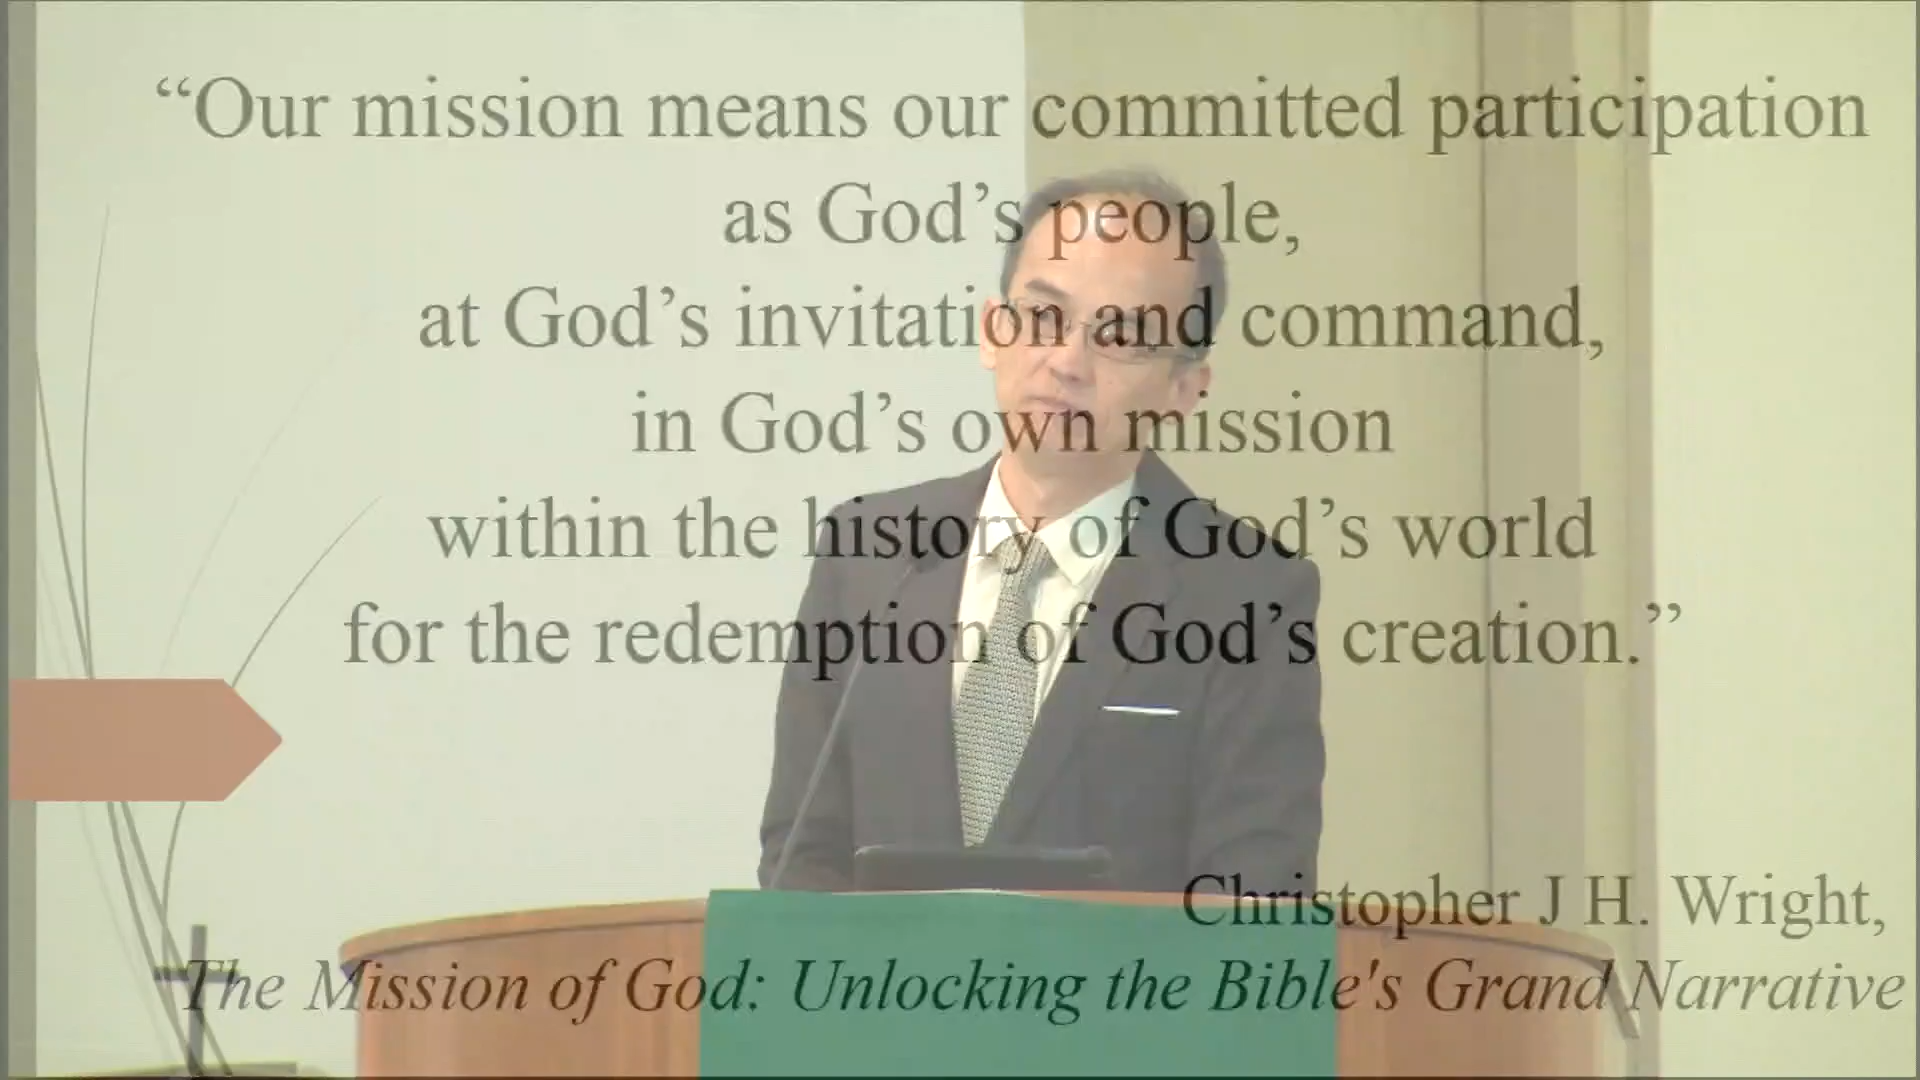 “Our mission means our committed participation
as God’s people,
at God’s invitation and command,
in God’s own mission
within the history of God’s world
for the redemption of God’s creation.”
Christopher J H. Wright,
The Mission of God: Unlocking the Bible's Grand Narrative